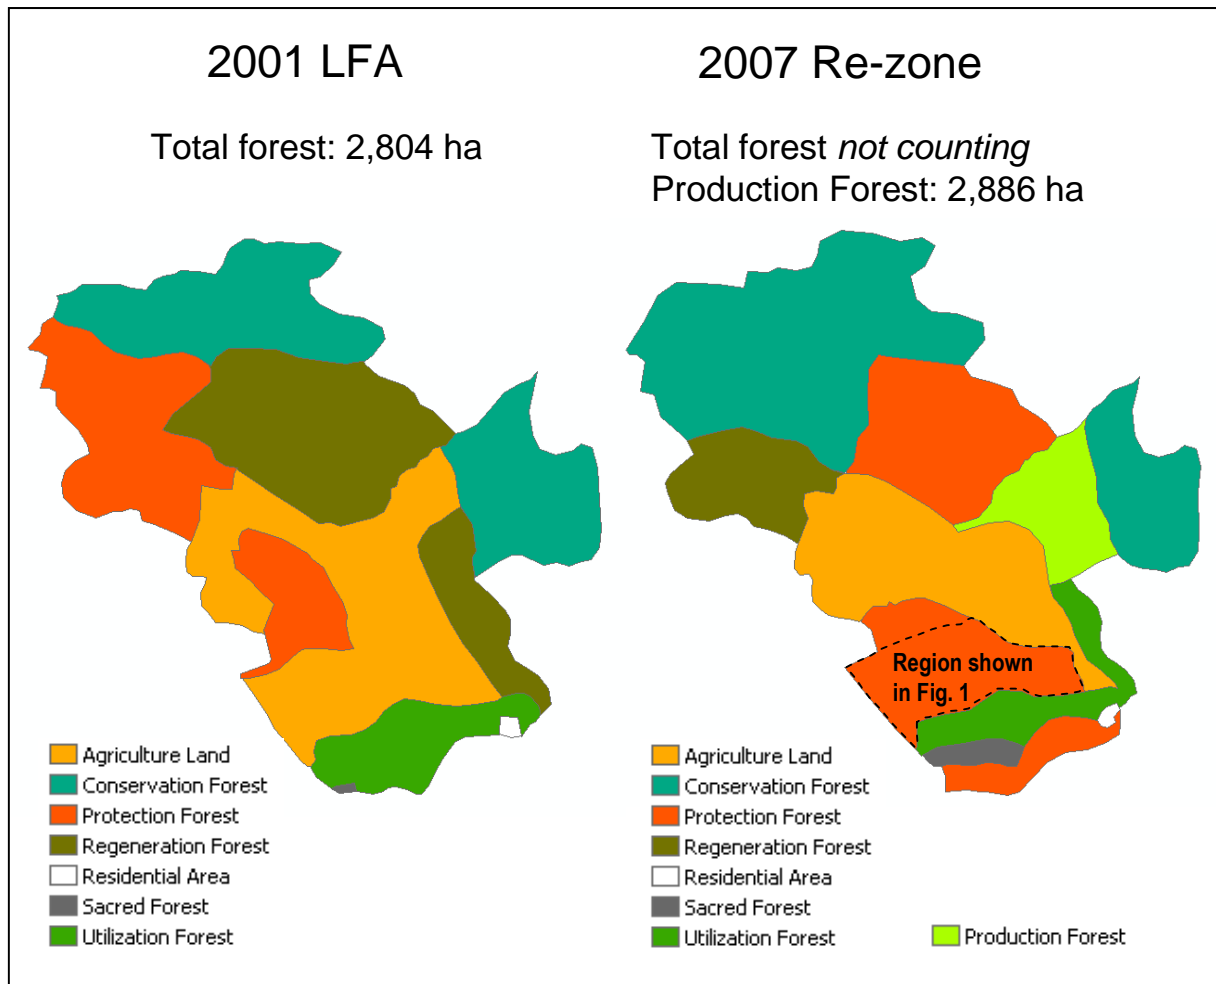 2001 LFA
Total forest: 2,804 ha
Agriculture Land
Conservation Forest
Protection Forest
Regeneration Forest
Residential Area
Sacred Forest
Utilization Forest
2007 Re-zone
Total forest not counting
Production Forest: 2,886 ha
Region shown
in Fig. 1
Agriculture Land
Conservation Forest
Protection Forest
Regeneration Forest
Residential Area
Sacred Forest
Utilization Forest
Production Forest